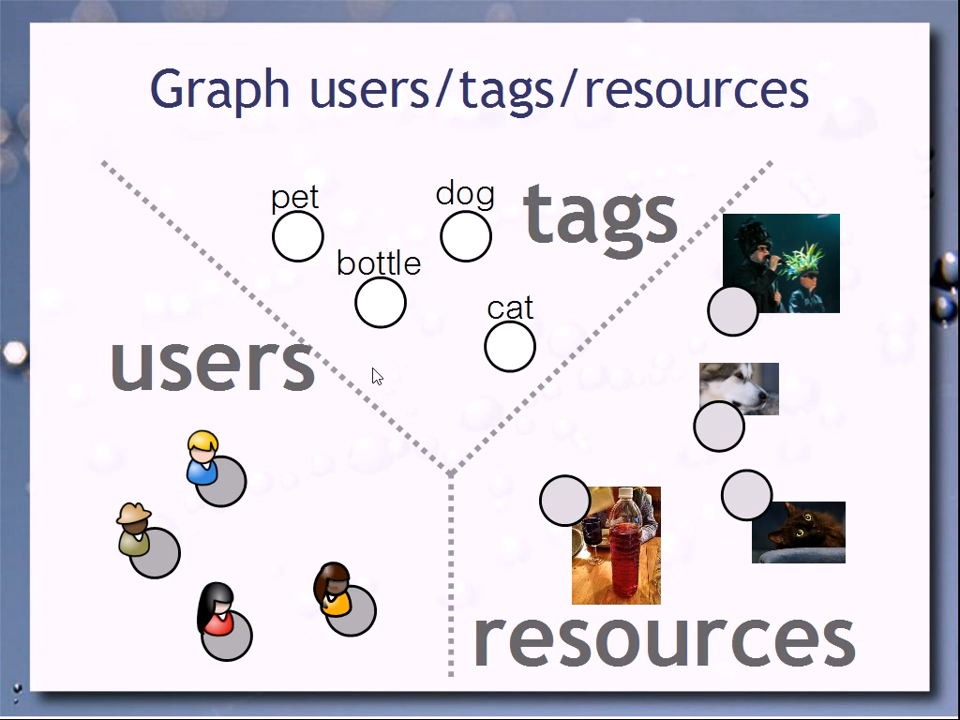 Graph users/tags/resources
pet
dog
tags
bottle
cat
users
resources